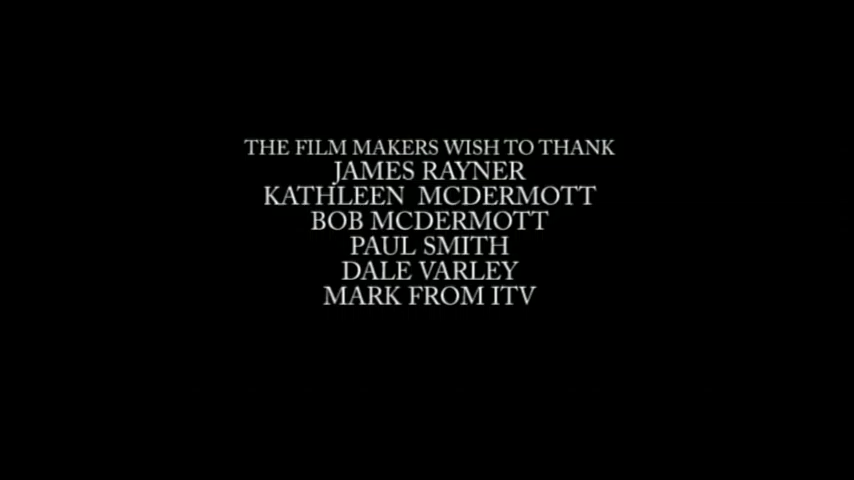 THE FILM MAKERS WISH TO THANK
JAMES RAYNER
KATHLEEN MCDERMOTT
BOB MCDERMOTT
PAUL SMITH
DALE VARLEY
MARK FROM ITV